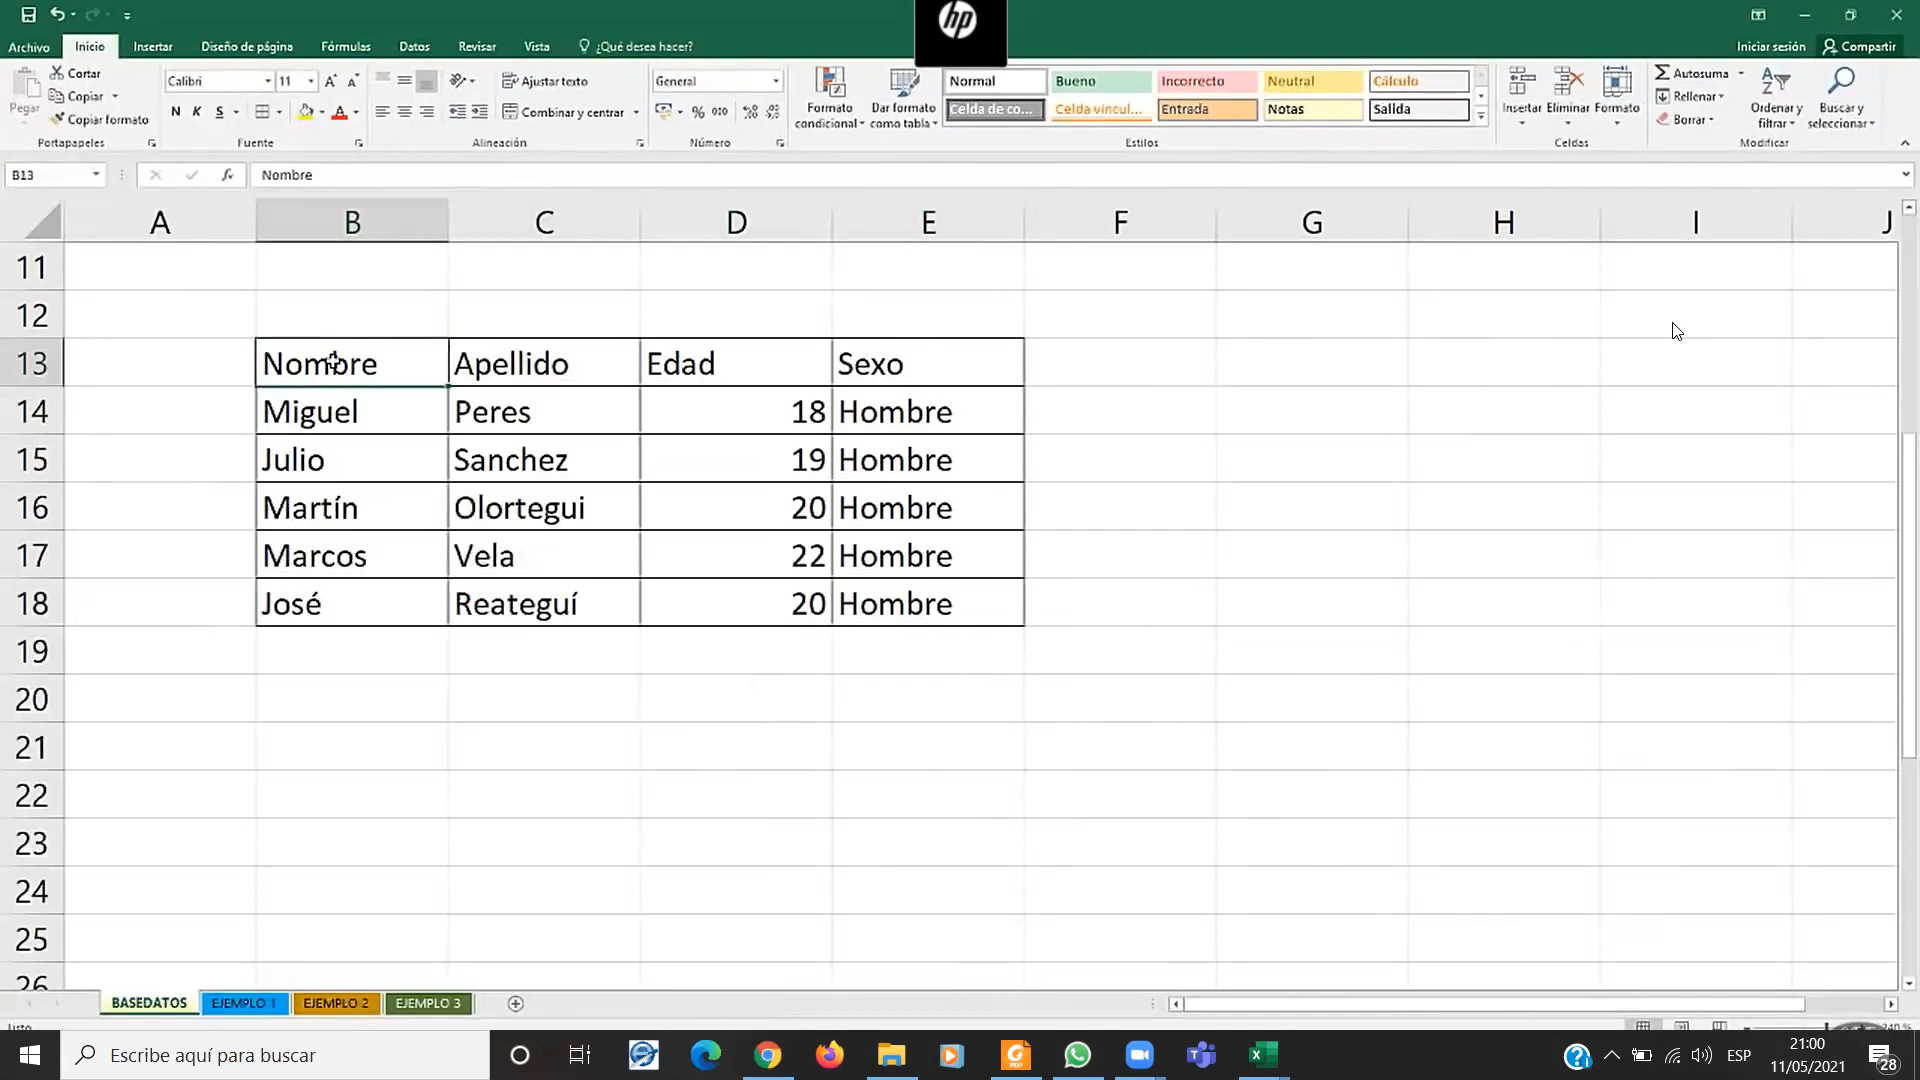 hp
Archivo Inicio Insertar Diseño de página Fórmulas Datos Revisar Vista ¿Qué desea hacer? Iniciar sesión Compartir
Pegar Cortar Copiar Copiar formato
Calibri 11
N K S
Ajustar texto
Combinar y centrar
General
% 000
Formato condicional Dar formato como tabla
Normal Bueno Incorrecto Neutral Cálculo
Celda de co... Celda vincul... Entrada Notas Salida
Insertar Eliminar Formato
Autosuma Rellenar Borrar
Ordenar y filtrar Buscar y seleccionar
Portapapeles Fuente Alineación Número Estilos Celdas Modificar
B13 fx Nombre
A B C D E F G H I J
11
12
13 Nombre Apellido Edad Sexo
14 Miguel Peres 18 Hombre
15 Julio Sanchez 19 Hombre
16 Martín Olortegui 20 Hombre
17 Marcos Vela 22 Hombre
18 José Reateguí 20 Hombre
19
20
21
22
23
24
25
26
BASEDATOS EJEMPLO 1 EJEMPLO 2 EJEMPLO 3
Listo
Escribe aquí para buscar
ESP
21:00
11/05/2021
28